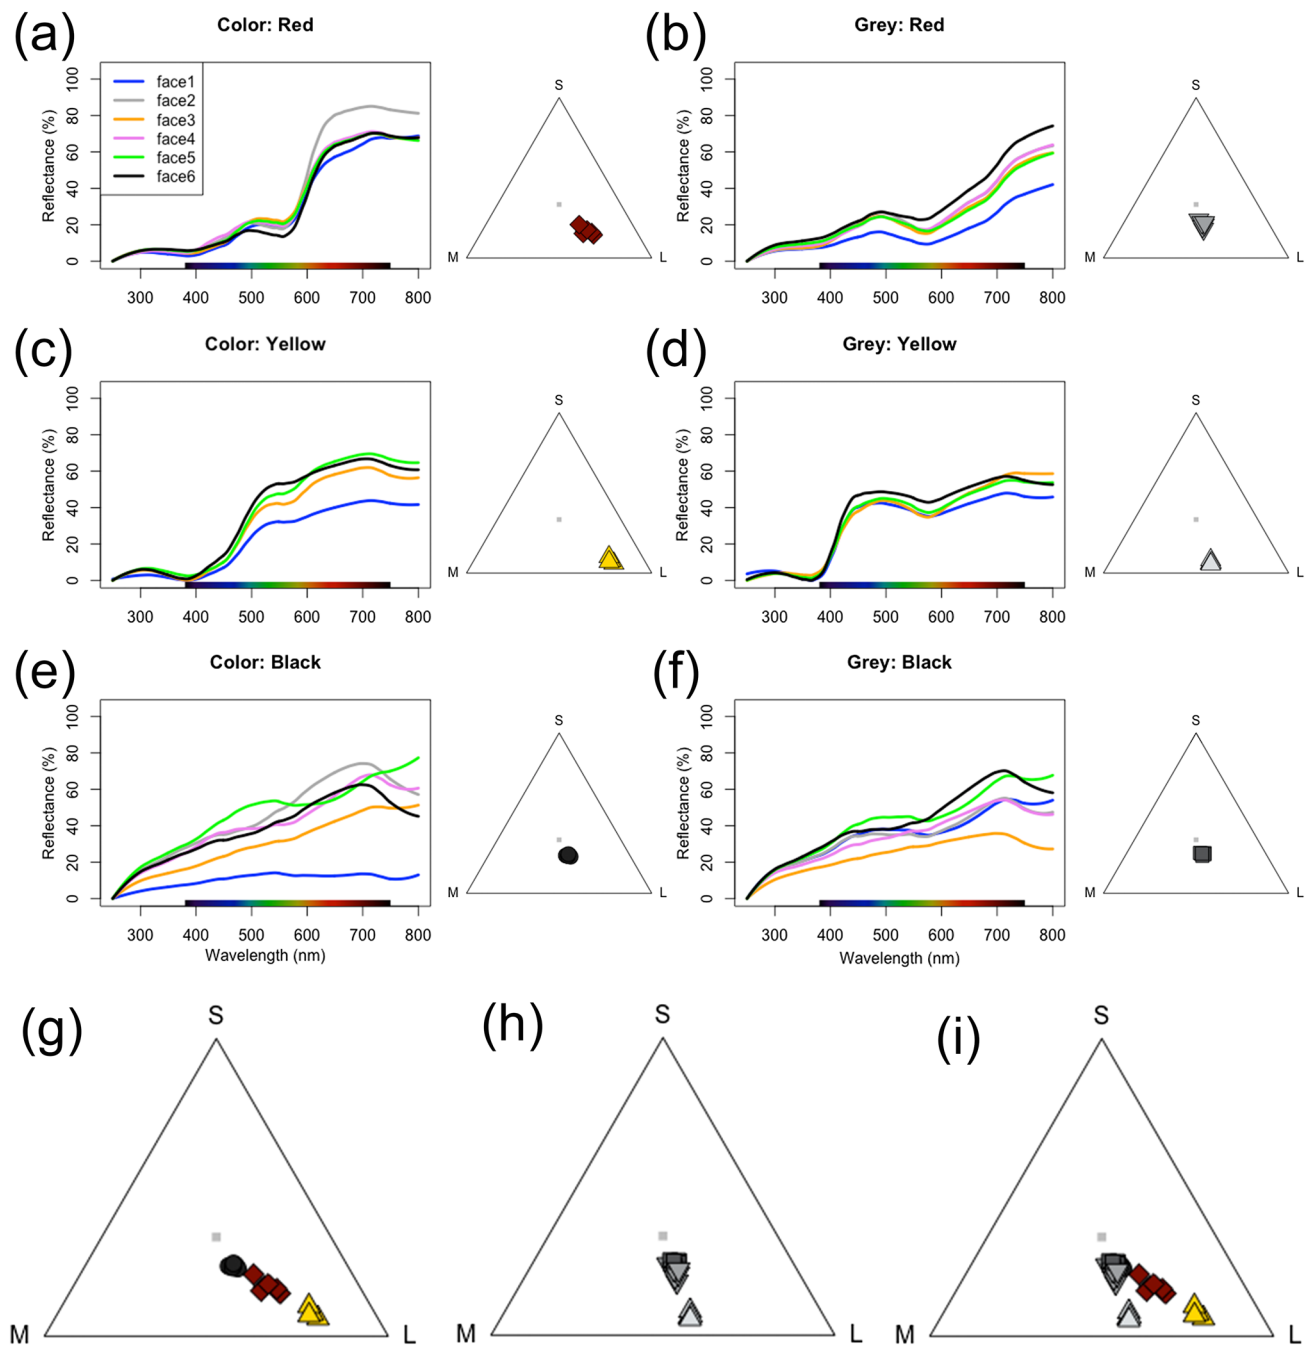 (a)
Color: Red
Reflectance (%)
0 20 40 60 80 100
face1
face2
face3
face4
face5
face6
300 400 500 600 700 800
S
M
L
(b)
Grey: Red
Reflectance (%)
0 20 40 60 80 100
300 400 500 600 700 800
S
M
L
(c)
Color: Yellow
Reflectance (%)
0 20 40 60 80 100
300 400 500 600 700 800
S
M
L
(d)
Grey: Yellow
Reflectance (%)
0 20 40 60 80 100
300 400 500 600 700 800
S
M
L
(e)
Color: Black
Reflectance (%)
0 20 40 60 80 100
300 400 500 600 700 800
Wavelength (nm)
S
M
L
(f)
Grey: Black
Reflectance (%)
0 20 40 60 80 100
300 400 500 600 700 800
Wavelength (nm)
S
M
L
(g)
S
M
L
(h)
S
M
L
(i)
S
M
L